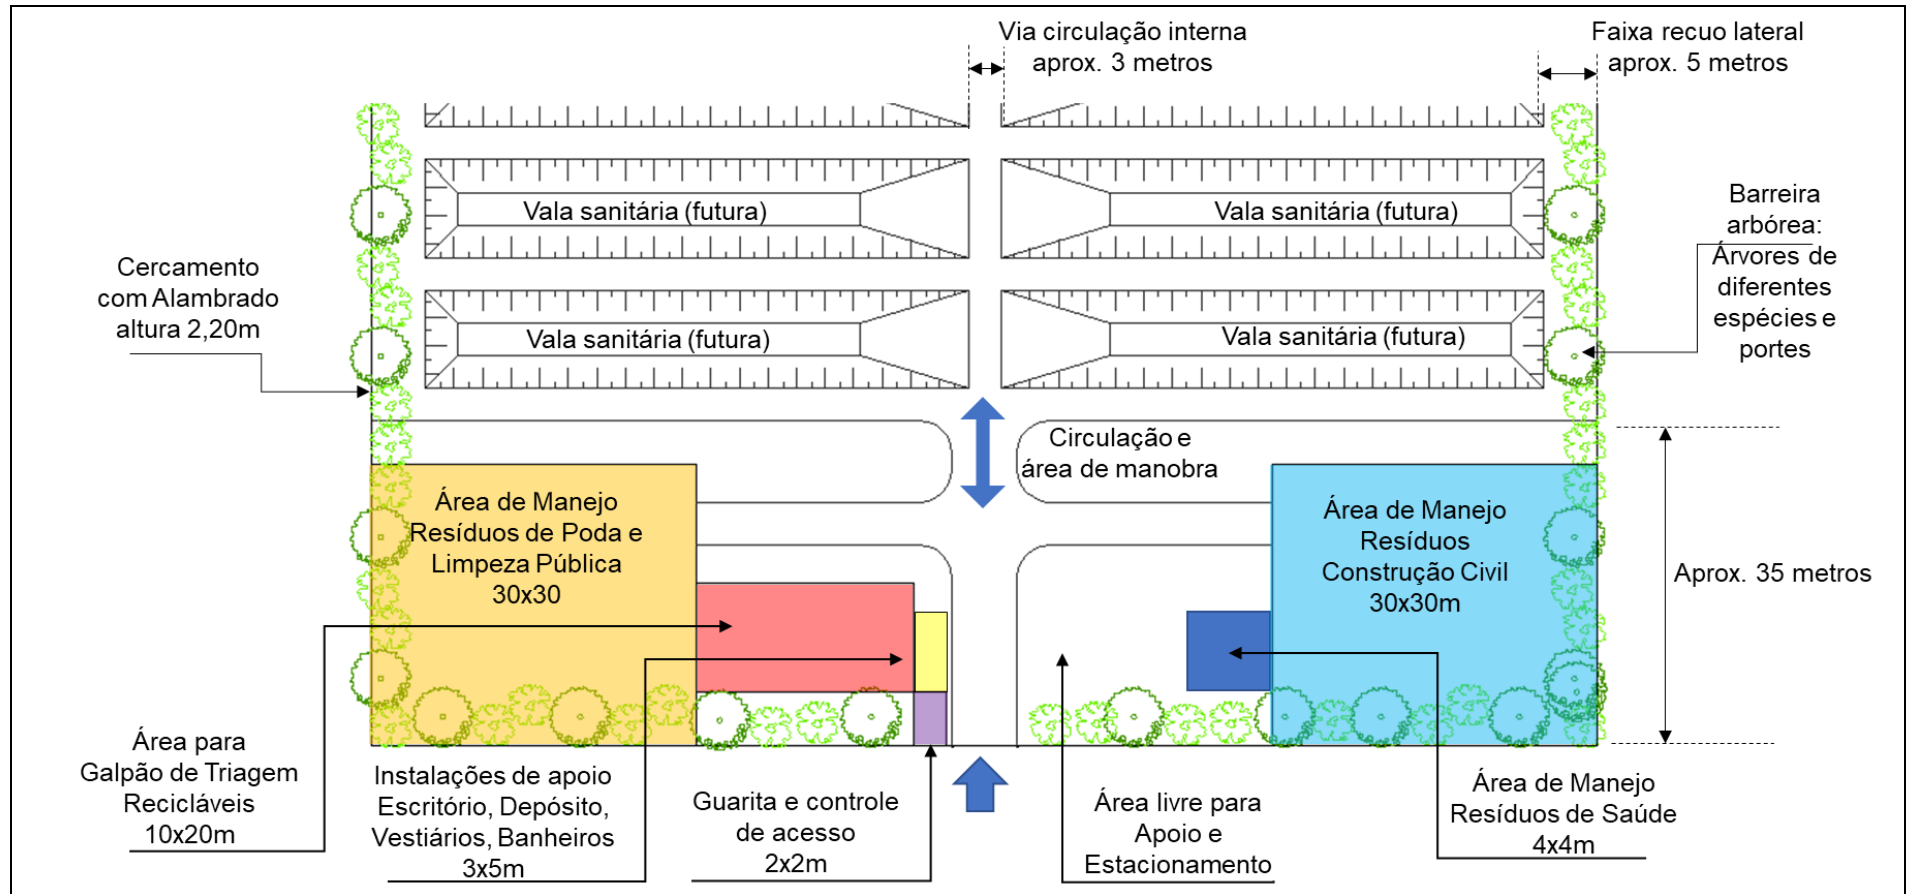 Via circulação interna
aprox. 3 metros
Faixa recuo lateral
aprox. 5 metros
Vala sanitária (futura)
Vala sanitária (futura)
Barreira
arbórea:
Árvores de
diferentes
espécies e
portes
Cercamento
com Alambrado
altura 2,20m
Vala sanitária (futura)
Vala sanitária (futura)
Circulação e
área de manobra
Área de Manejo
Resíduos de Poda e
Limpeza Pública
30x30
Área de Manejo
Resíduos
Construção Civil
30x30m
Aprox. 35 metros
Área para
Galpão de Triagem
Recicláveis
10x20m
Instalações de apoio
Escritório, Depósito,
Vestiários, Banheiros
3x5m
Guarita e controle
de acesso
2x2m
Área livre para
Apoio e
Estacionamento
Área de Manejo
Resíduos de Saúde
4x4m